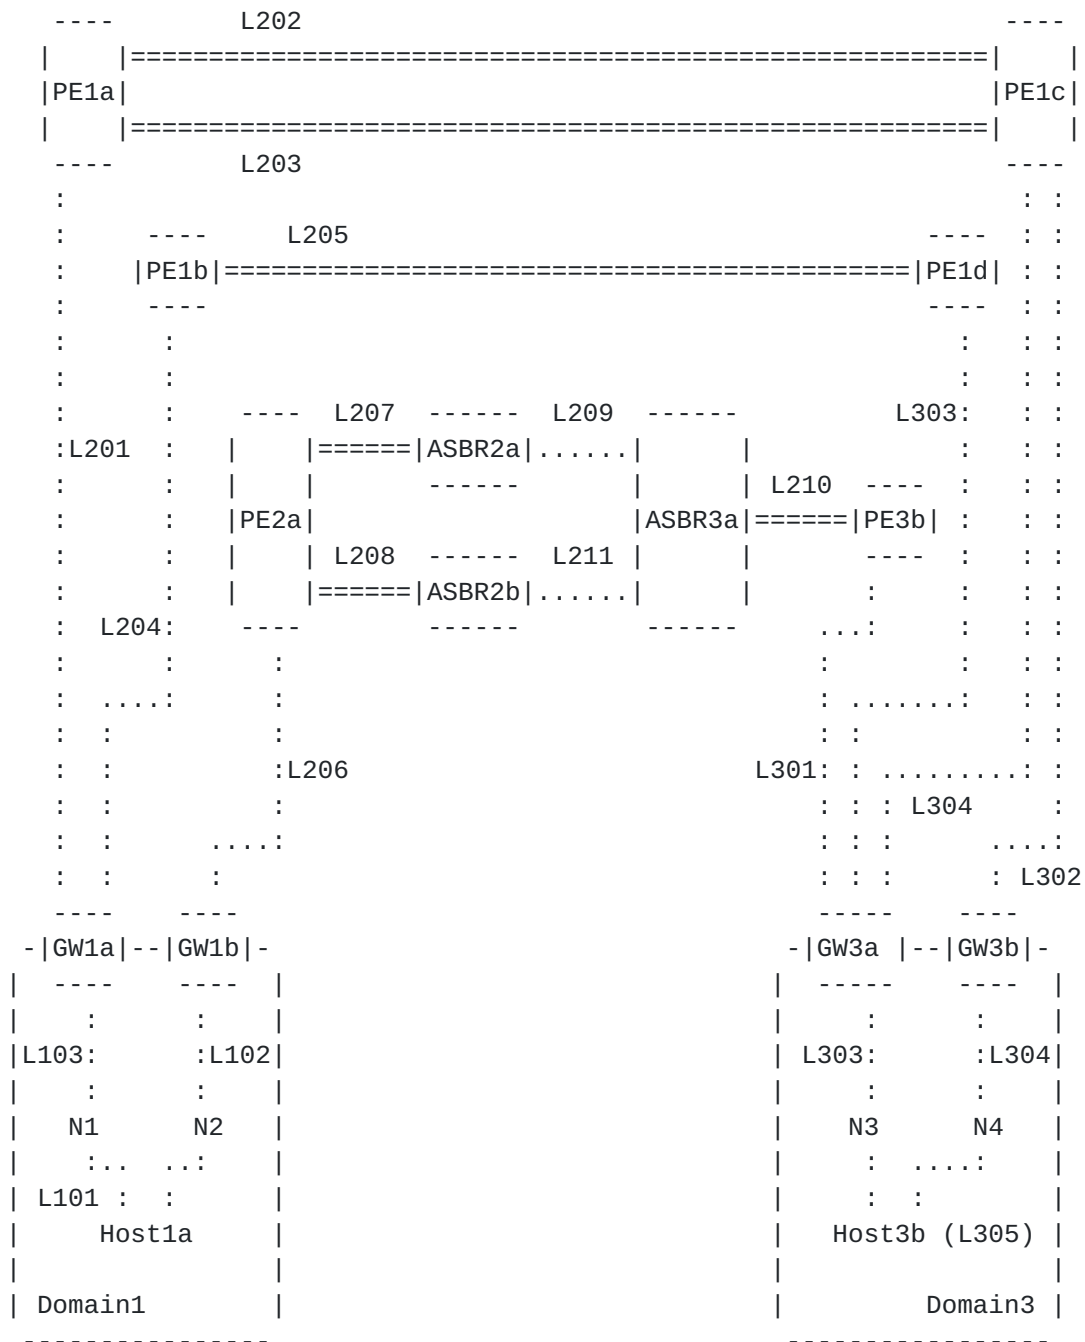 ----        L202                                             ----
|    |=======================================================|    |
|PE1a|                                                       |PE1c|
|    |=======================================================|    |
 ----        L203                                             ----
 :                                                             : :
 :     ----     L205                                     ----  : :
 :    |PE1b|============================================|PE1d| : :
 :     ----                                              ----  : :
 :      :                                                  :   : :
 :      :                                                  :   : :
 :      :    ----  L207  ------  L209  ------          L303:   : :
 :L201  :   |    |======|ASBR2a|......|      |             :   : :
 :      :   |    |       ------       |      | L210  ----  :   : :
 :      :   |PE2a|                    |ASBR3a|======|PE3b| :   : :
 :      :   |    | L208  ------  L211 |      |       ----  :   : :
 :      :   |    |======|ASBR2b|......|      |       :     :   : :
 :  L204:    ----        ------        ------     ...:     :   : :
 :      :      :                                  :        :   : :
 :  ....:      :                                  : .......:   : :
 :  :          :                                  : :          : :
 :  :          :L206                          L301: : .........: :
 :  :          :                                  : : : L304     :
 :  :      ....:                                  : : :      ....:
 :  :      :                                      : : :      : L302
 ----    ----                                     -----    ----
-|GW1a|--|GW1b|-                                 -|GW3a |--|GW3b|-
|  ----    ----  |                               |  -----    ----  |
|    :      :    |                               |     :      :    |
|L103:      :L102|                               | L303:      :L304|
|    :      :    |                               |     :      :    |
|   N1      N2   |                               |    N3      N4   |
|    :..  ..:    |                               |     :  ....:    |
| L101 :  :      |                               |     :  :        |
|     Host1a     |                               |   Host3b (L305) |
|                |                               |                 |
| Domain1        |                               |         Domain3 |
 ----------------                                 -----------------